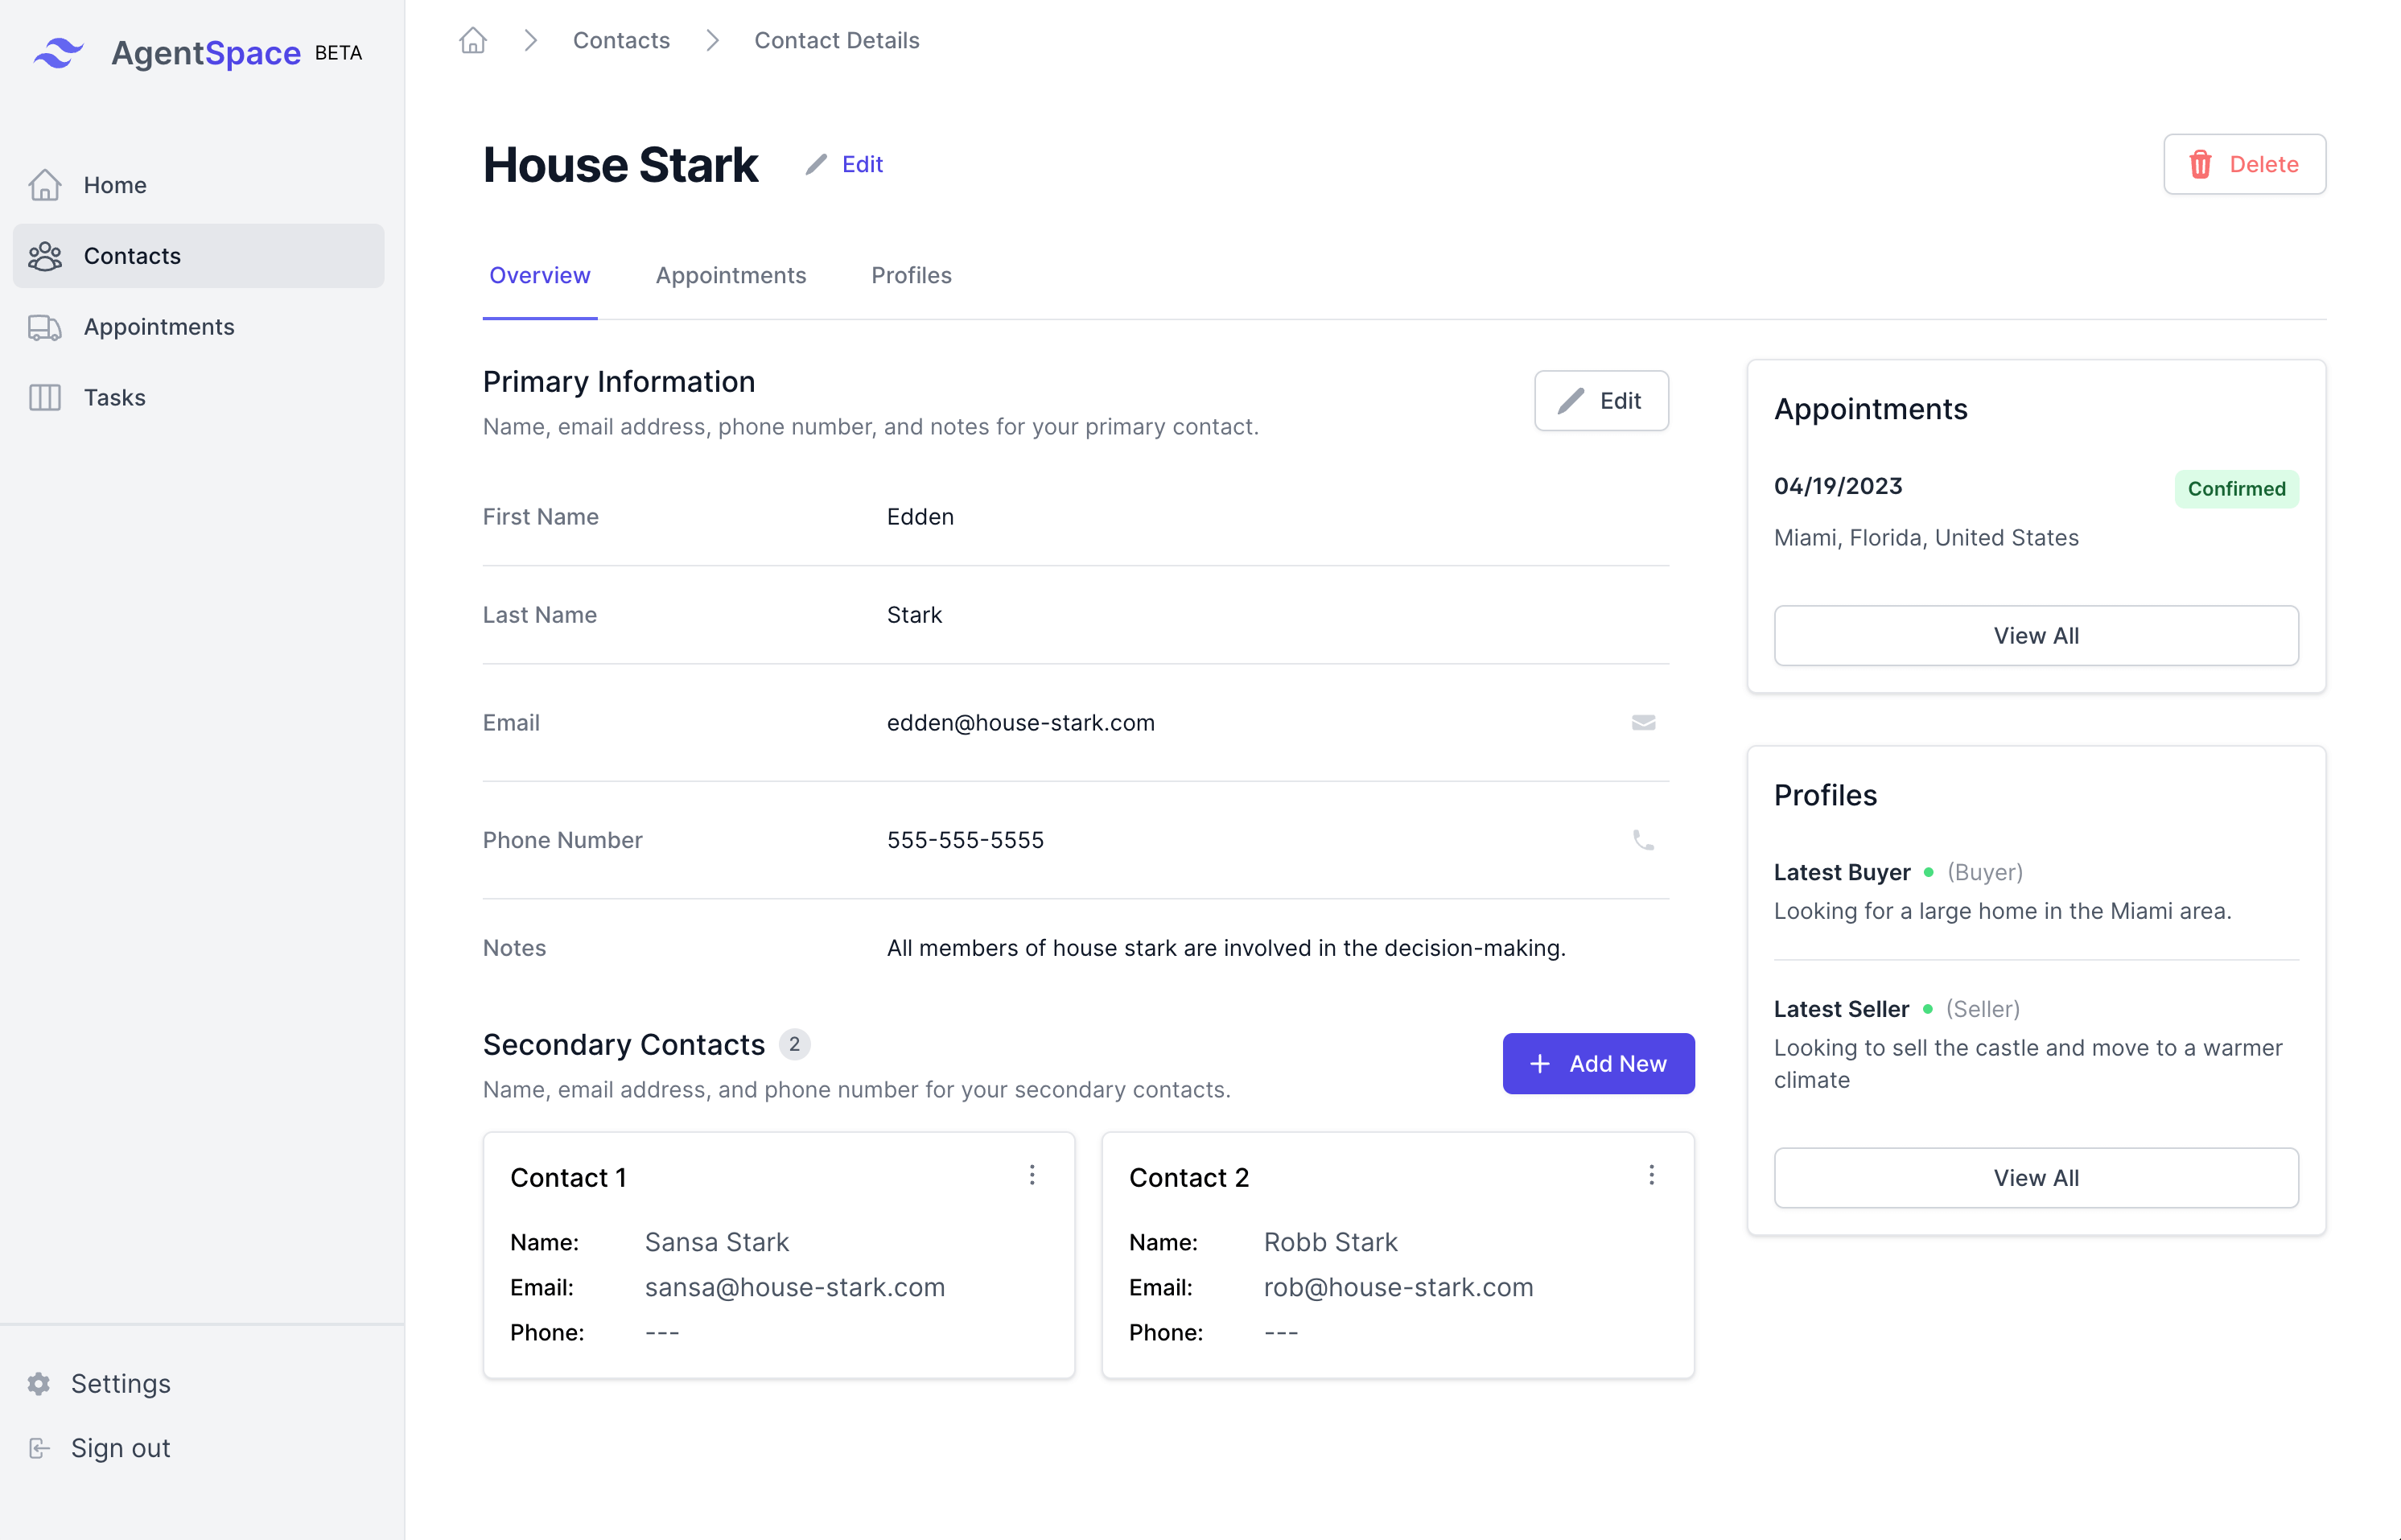 AgentSpace BETA
Home
Contacts
Appointments
Tasks
Settings
Sign out
Contacts
Contact Details
House Stark
Edit
Delete
Overview
Appointments
Profiles
Primary Information
Name, email address, phone number, and notes for your primary contact.
Edit
First Name
Edden
Last Name
Stark
Email
edden@house-stark.com
Phone Number
555-555-5555
Notes
All members of house stark are involved in the decision-making.
Secondary Contacts 2
Name, email address, and phone number for your secondary contacts.
Add New
Contact 1
Name: Sansa Stark
Email: sansa@house-stark.com
Phone: ---
Contact 2
Name: Robb Stark
Email: rob@house-stark.com
Phone: ---
Appointments
04/19/2023
Confirmed
Miami, Florida, United States
View All
Profiles
Latest Buyer (Buyer)
Looking for a large home in the Miami area.
Latest Seller (Seller)
Looking to sell the castle and move to a warmer
climate
View All